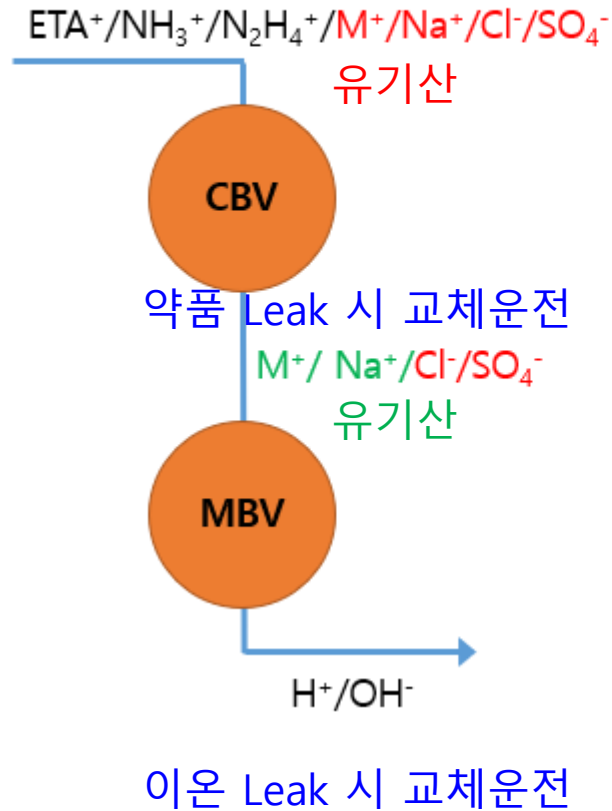 ETA⁺/NH₃⁺/N₂H₄⁺/M⁺/Na⁺/Cl⁻/SO₄⁻
유기산
CBV
약품 Leak 시 교체운전
M⁺/ Na⁺/Cl⁻/SO₄⁻
유기산
MBV
H⁺/OH⁻
이온 Leak 시 교체운전